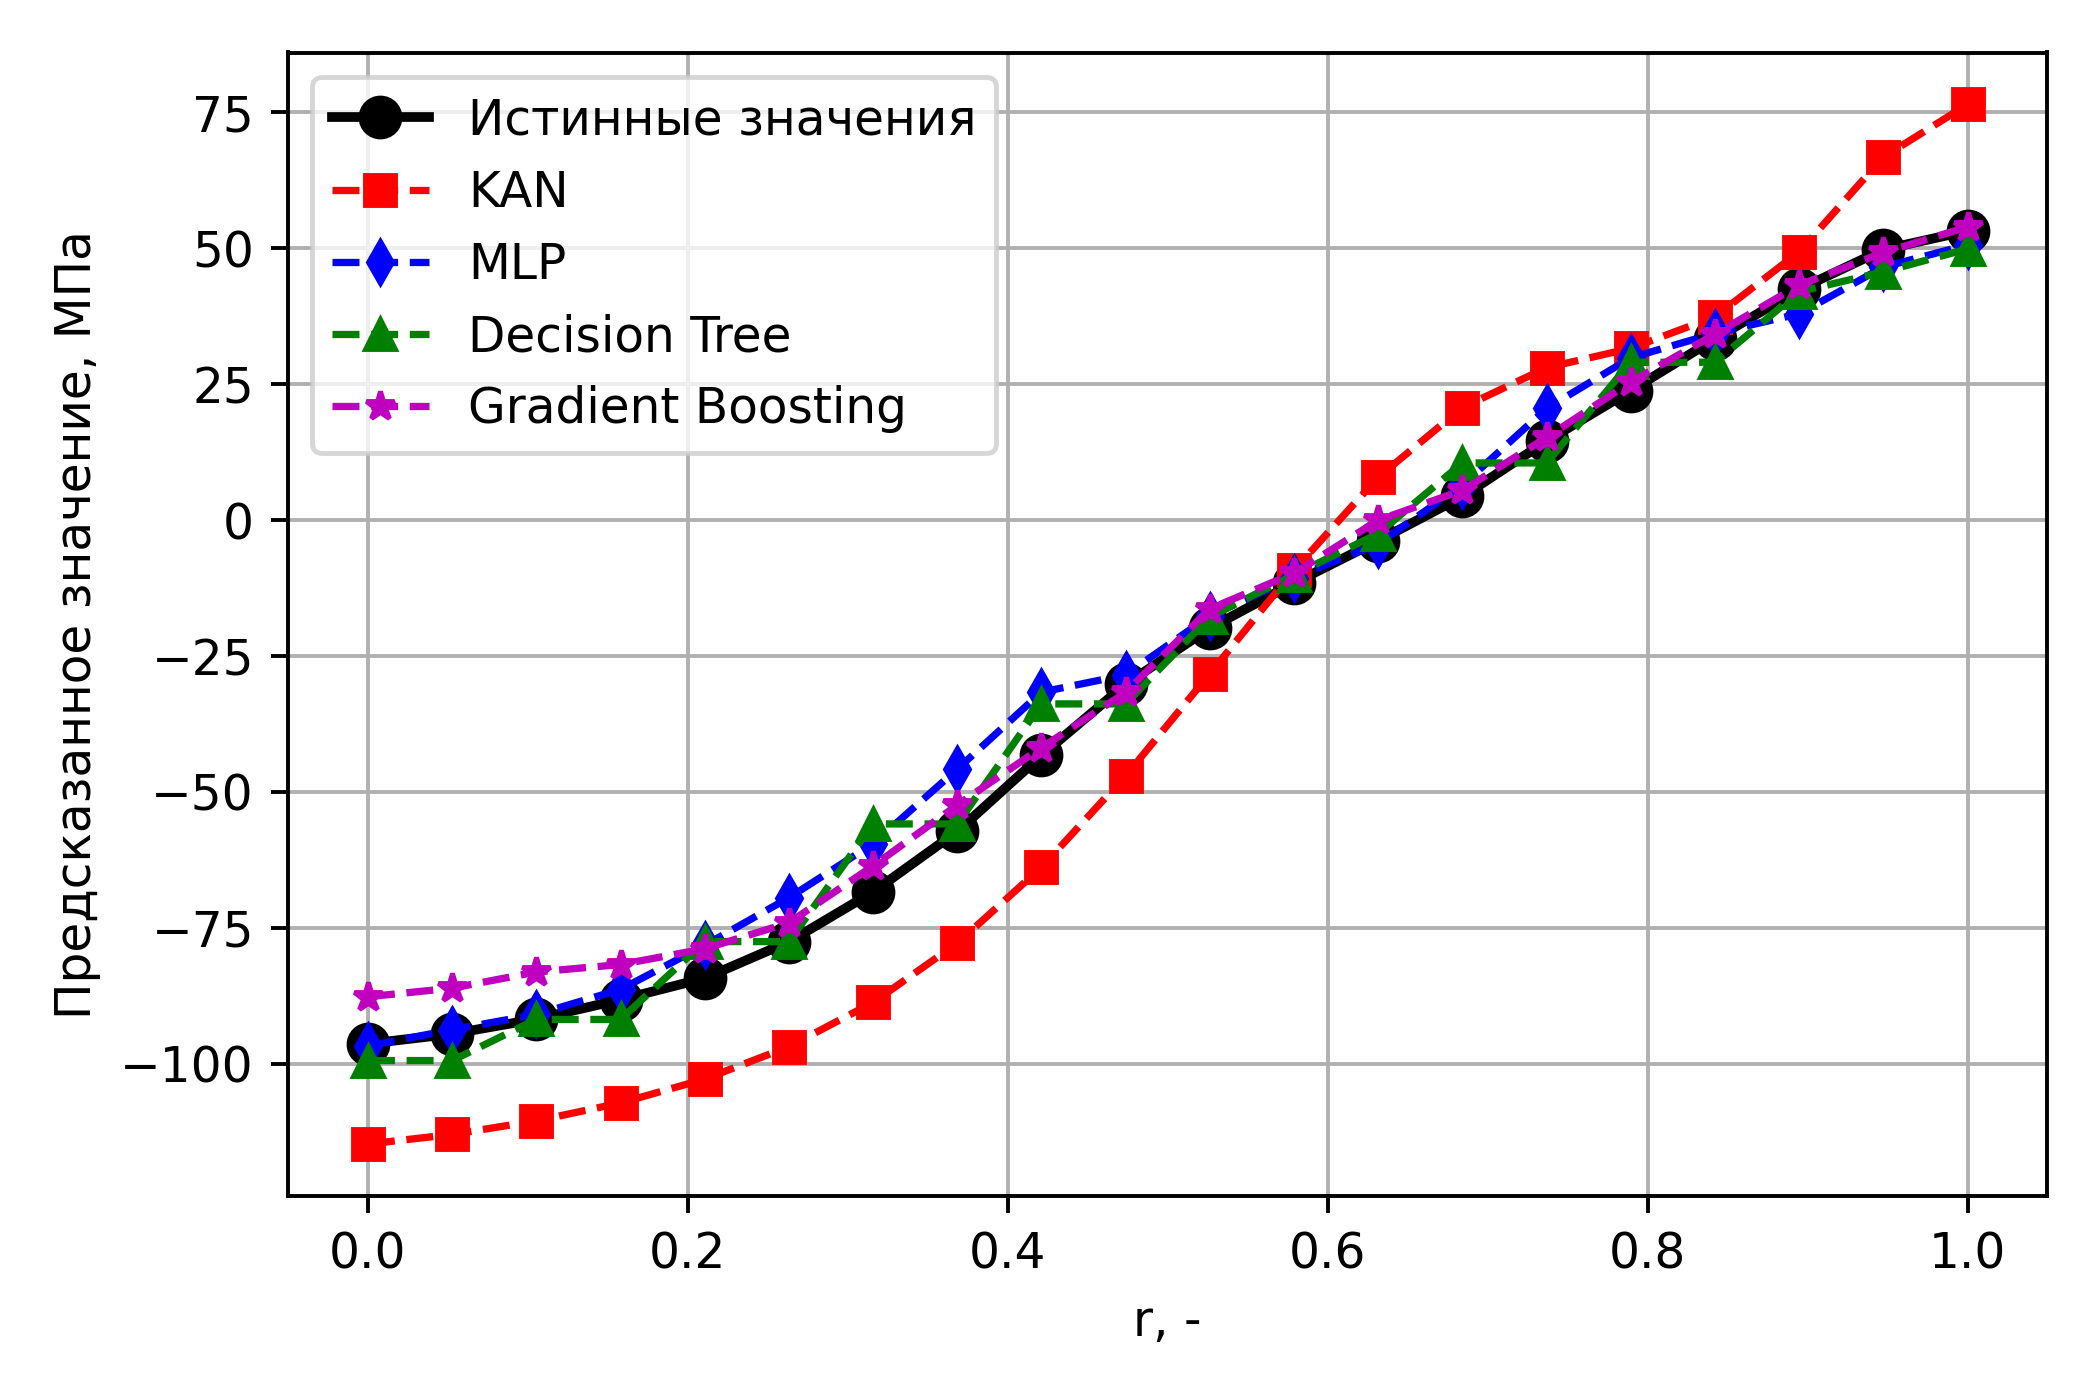 Истинные значения
KAN
MLP
Decision Tree
Gradient Boosting
Предсказанное значение, МПа
75
50
25
0
−25
−50
−75
−100
0.0 0.2 0.4 0.6 0.8 1.0
r, -